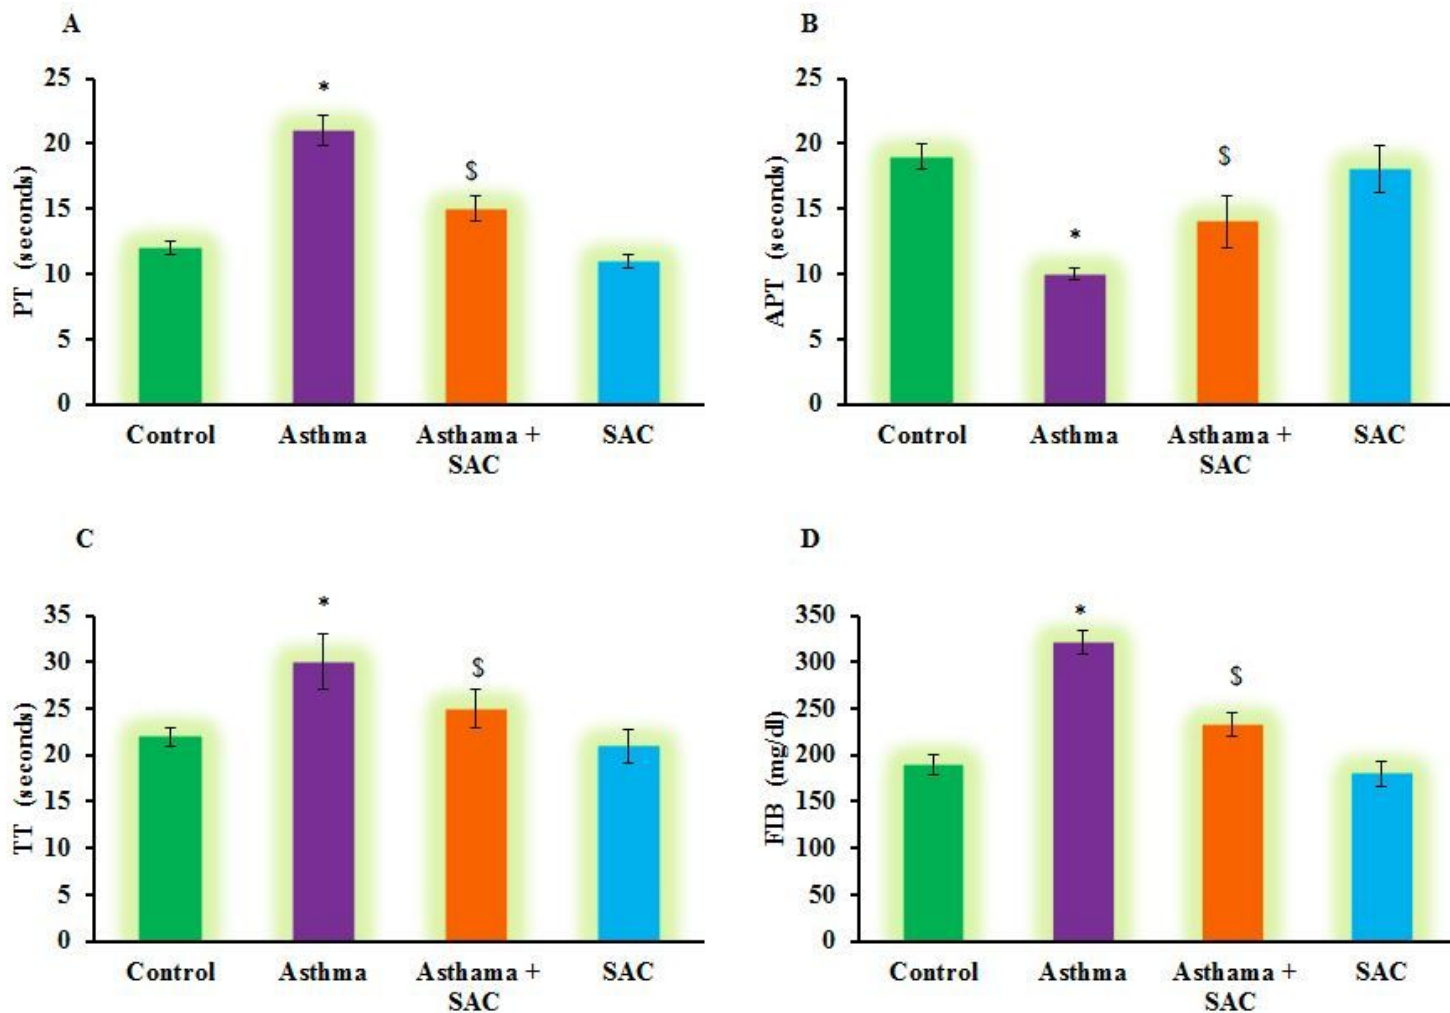 A
25
20
15
10
5
0
PT (seconds)
*
$
Control
Asthma
Asthama +
SAC
SAC
B
25
20
15
10
5
0
APT (seconds)
*
$
Control
Asthma
Asthama +
SAC
SAC
C
35
30
25
20
15
10
5
0
TT (seconds)
*
$
Control
Asthma
Asthama +
SAC
SAC
D
350
300
250
200
150
100
50
0
FIB (mg/dl)
*
$
Control
Asthma
Asthama +
SAC
SAC